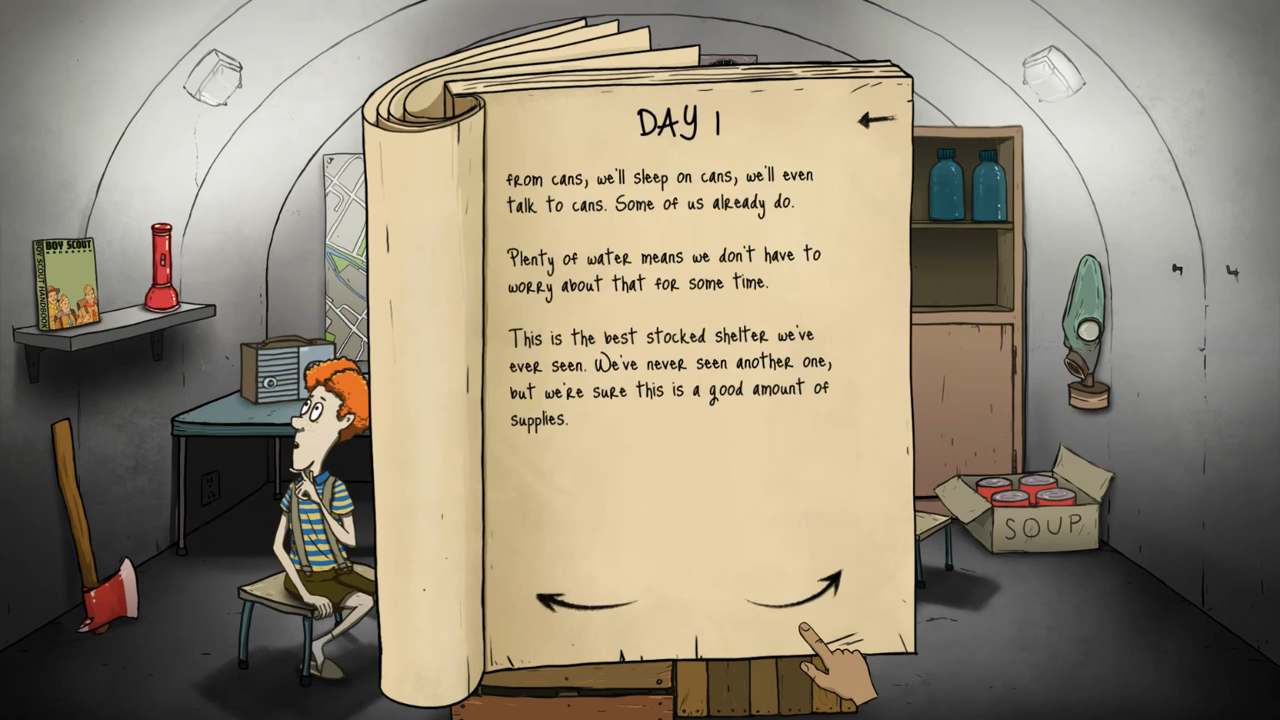 DAY 1
from cans, we'll sleep on cans, we'll even
talk to cans. Some of us already do.
Plenty of water means we don't have to
worry about that for some time.
This is the best stocked shelter we've
ever seen. We've never seen another one,
but we're sure this is a good amount of
supplies.
BOY SCOUT
BOY SCOUT HANDBOOK
SOUP